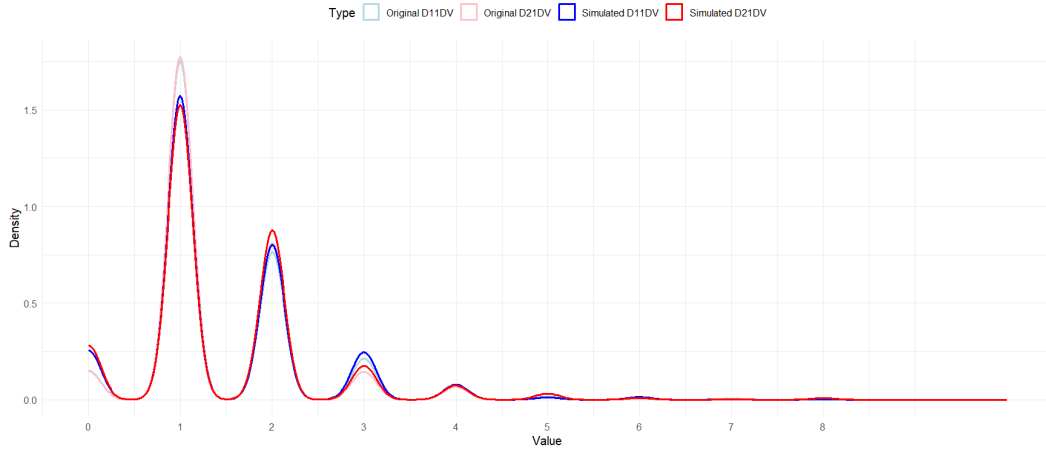 Type Original D11DV Original D21DV Simulated D11DV Simulated D21DV
1.5
1.0
0.5
0.0
Density
0 1 2 3 4 5 6 7 8
Value